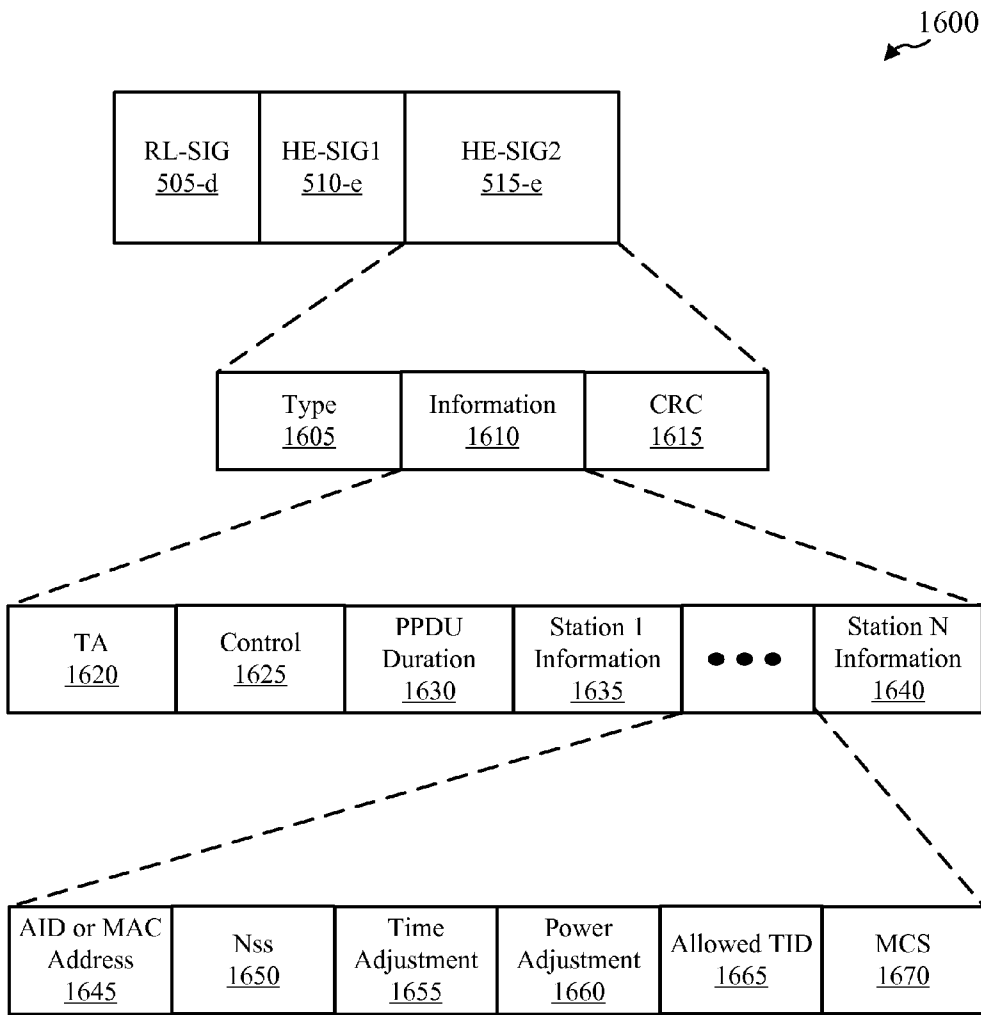 1600
RL-SIG
505-d
HE-SIG1
510-e
HE-SIG2
515-e
Type
1605
Information
1610
CRC
1615
TA
1620
Control
1625
PPDU
Duration
1630
Station 1
Information
1635
Station N
Information
1640
AID or MAC
Address
1645
Nss
1650
Time
Adjustment
1655
Power
Adjustment
1660
Allowed TID
1665
MCS
1670